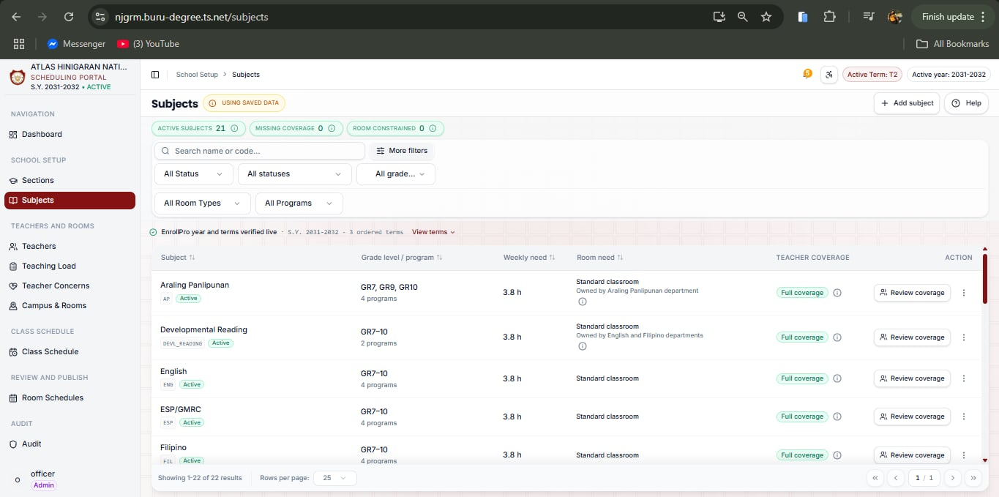 njgrm.buru-degree.ts.net/subjects
Finish update
Messenger
(3) YouTube
All Bookmarks
ATLAS HINIGARAN NATI...
SCHEDULING PORTAL
S.Y. 2031-2032 • ACTIVE
NAVIGATION
Dashboard
SCHOOL SETUP
Sections
Subjects
TEACHERS AND ROOMS
Teachers
Teaching Load
Teacher Concerns
Campus & Rooms
CLASS SCHEDULE
Class Schedule
REVIEW AND PUBLISH
Room Schedules
AUDIT
Audit
O
officer
Admin
School Setup > Subjects
5
Active Term: T2
Active year: 2031-2032
Subjects
USING SAVED DATA
+ Add subject
Help
ACTIVE SUBJECTS 21
MISSING COVERAGE 0
ROOM CONSTRAINED 0
Search name or code...
More filters
All Status
All statuses
All grade...
All Room Types
All Programs
EnrollPro year and terms verified live · S.Y. 2031-2032 · 3 ordered terms View terms
Subject
Grade level / program
Weekly need
Room need
TEACHER COVERAGE
ACTION
Araling Panlipunan
AP Active
GR7, GR9, GR10
4 programs
3.8 h
Standard classroom
Owned by Araling Panlipunan department
Full coverage
Review coverage
Developmental Reading
DEVL_READING Active
GR7–10
2 programs
3.8 h
Standard classroom
Owned by English and Filipino departments
Full coverage
Review coverage
English
ENG Active
GR7–10
4 programs
3.8 h
Standard classroom
Full coverage
Review coverage
ESP/GMRC
ESP Active
GR7–10
4 programs
3.8 h
Standard classroom
Full coverage
Review coverage
Filipino
FIL Active
GR7–10
4 programs
3.8 h
Standard classroom
Full coverage
Review coverage
Showing 1-22 of 22 results
Rows per page: 25
« ‹ 1 / 1 › »